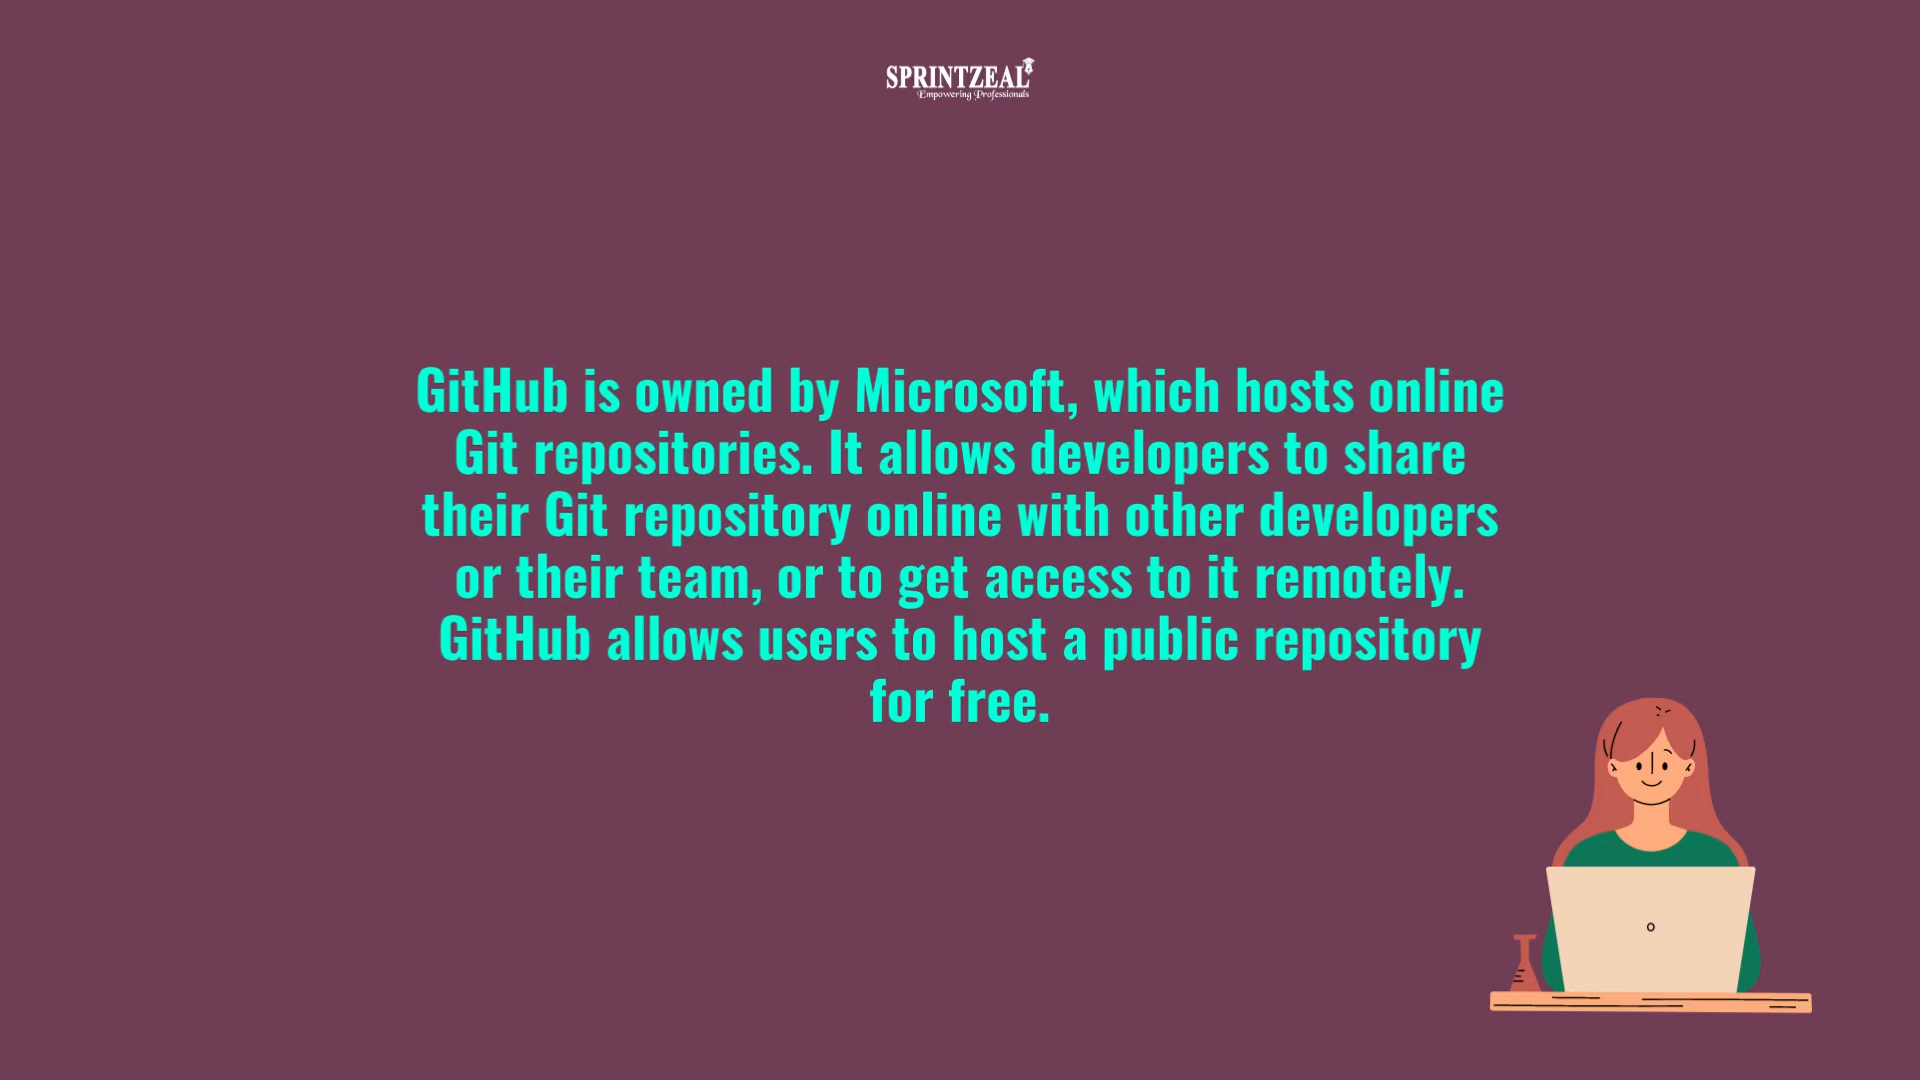 SPRINTZEAL
Empowering Professionals
GitHub is owned by Microsoft, which hosts online
Git repositories. It allows developers to share
their Git repository online with other developers
or their team, or to get access to it remotely.
GitHub allows users to host a public repository
for free.